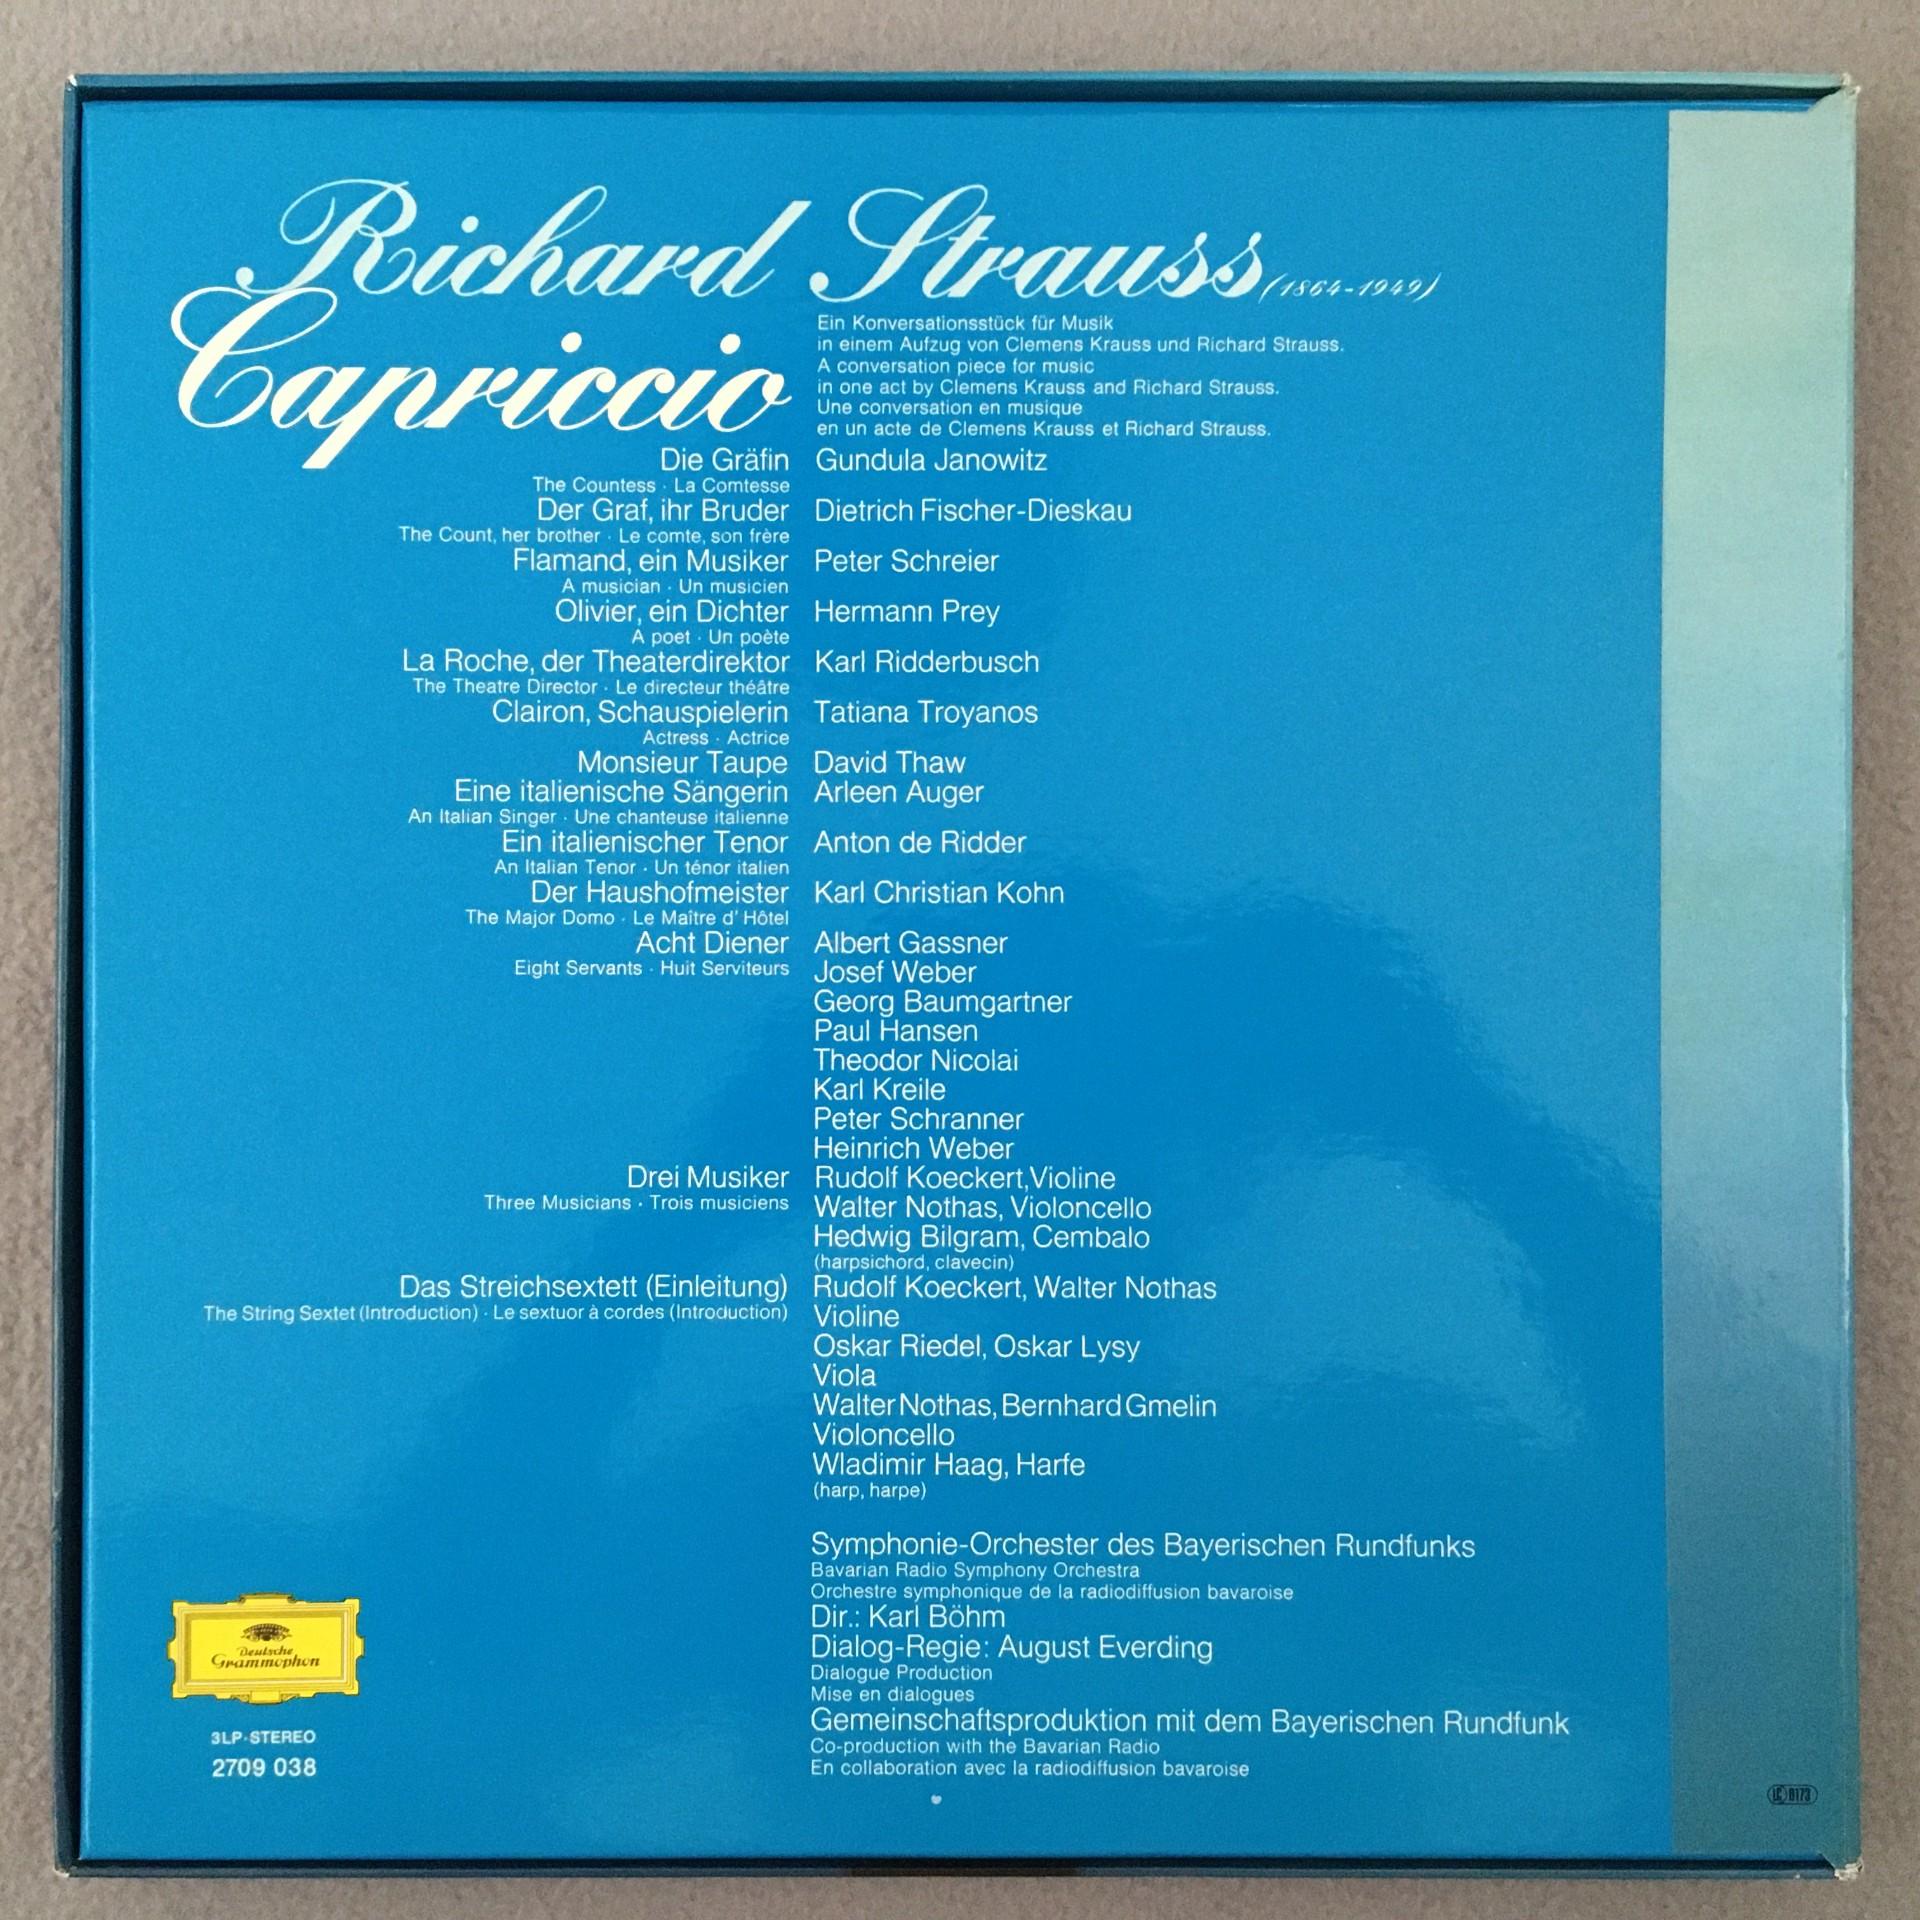 Richard Strauss (1864-1949)
Capriccio
Ein Konversationsstück für Musik
in einem Aufzug von Clemens Krauss und Richard Strauss.
A conversation piece for music
in one act by Clemens Krauss and Richard Strauss.
Une conversation en musique
en un acte de Clemens Krauss et Richard Strauss.
Die Gräfin Gundula Janowitz
The Countess · La Comtesse
Der Graf, ihr Bruder Dietrich Fischer-Dieskau
The Count, her brother · Le comte, son frère
Flamand, ein Musiker Peter Schreier
A musician · Un musicien
Olivier, ein Dichter Hermann Prey
A poet · Un poète
La Roche, der Theaterdirektor Karl Ridderbusch
The Theatre Director · Le directeur théâtre
Clairon, Schauspielerin Tatiana Troyanos
Actress · Actrice
Monsieur Taupe David Thaw
Eine italienische Sängerin Arleen Auger
An Italian Singer · Une chanteuse italienne
Ein italienischer Tenor Anton de Ridder
An Italian Tenor · Un ténor italien
Der Haushofmeister Karl Christian Kohn
The Major Domo · Le Maître d'Hôtel
Acht Diener Albert Gassner
Eight Servants · Huit Serviteurs Josef Weber
Georg Baumgartner
Paul Hansen
Theodor Nicolai
Karl Kreile
Peter Schranner
Heinrich Weber
Drei Musiker Rudolf Koeckert, Violine
Three Musicians · Trois musiciens Walter Nothas, Violoncello
Hedwig Bilgram, Cembalo
(harpsichord, clavecin)
Das Streichsextett (Einleitung) Rudolf Koeckert, Walter Nothas
The String Sextet (Introduction) · Le sextuor à cordes (Introduction) Violine
Oskar Riedel, Oskar Lysy
Viola
Walter Nothas, Bernhard Gmelin
Violoncello
Wladimir Haag, Harfe
(harp, harpe)
Symphonie-Orchester des Bayerischen Rundfunks
Bavarian Radio Symphony Orchestra
Orchestre symphonique de la radiodiffusion bavaroise
Dir.: Karl Böhm
Dialog-Regie: August Everding
Dialogue Production
Mise en dialogues
Gemeinschaftsproduktion mit dem Bayerischen Rundfunk
Co-production with the Bavarian Radio
En collaboration avec la radiodiffusion bavaroise
Deutsche
Grammophon
3LP·STEREO
2709 038
LC 0173